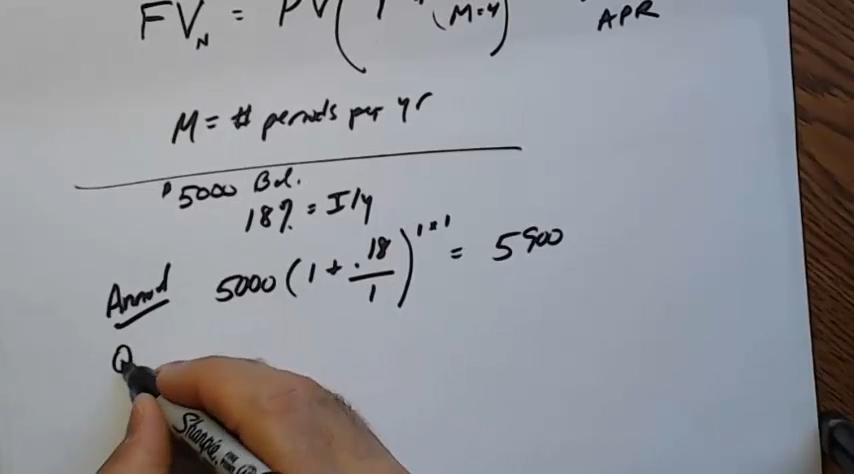 FV_N = PV( (M=4)
APR
M = # periods per yr
$5000 Bal.
18% = I/y
Annual 5000 (1 + .18/1)^1*1 = 5900
Q
Sharpie